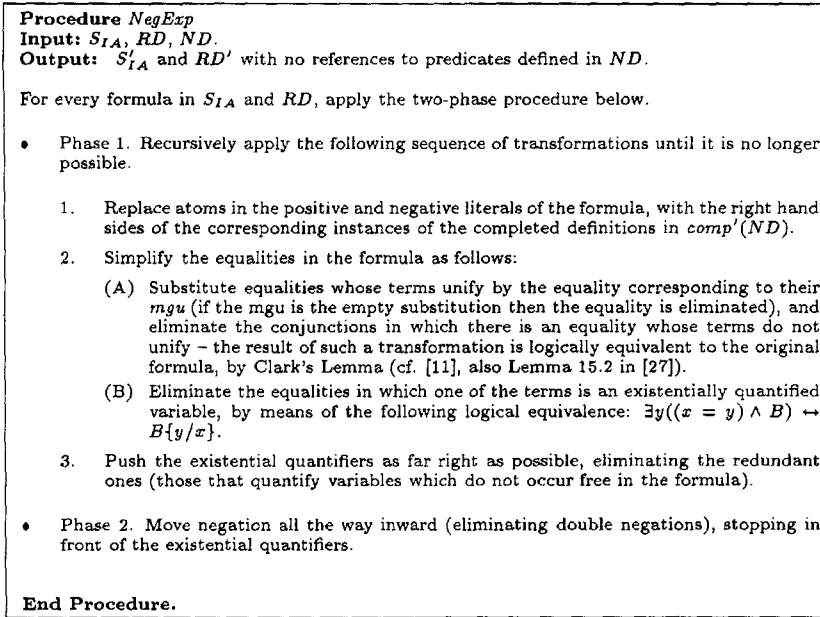 Procedure NegExp
Input: S_IA, RD, ND.
Output: S'_IA and RD' with no references to predicates defined in ND.
For every formula in S_IA and RD, apply the two-phase procedure below.
• Phase 1. Recursively apply the following sequence of transformations until it is no longer
possible.
1. Replace atoms in the positive and negative literals of the formula, with the right hand
sides of the corresponding instances of the completed definitions in comp'(ND).
2. Simplify the equalities in the formula as follows:
(A) Substitute equalities whose terms unify by the equality corresponding to their
mgu (if the mgu is the empty substitution then the equality is eliminated), and
eliminate the conjunctions in which there is an equality whose terms do not
unify – the result of such a transformation is logically equivalent to the original
formula, by Clark's Lemma (cf. [11], also Lemma 15.2 in [27]).
(B) Eliminate the equalities in which one of the terms is an existentially quantified
variable, by means of the following logical equivalence: ∃y((x = y) ∧ B) ↔
B{y/x}.
3. Push the existential quantifiers as far right as possible, eliminating the redundant
ones (those that quantify variables which do not occur free in the formula).
• Phase 2. Move negation all the way inward (eliminating double negations), stopping in
front of the existential quantifiers.
End Procedure.